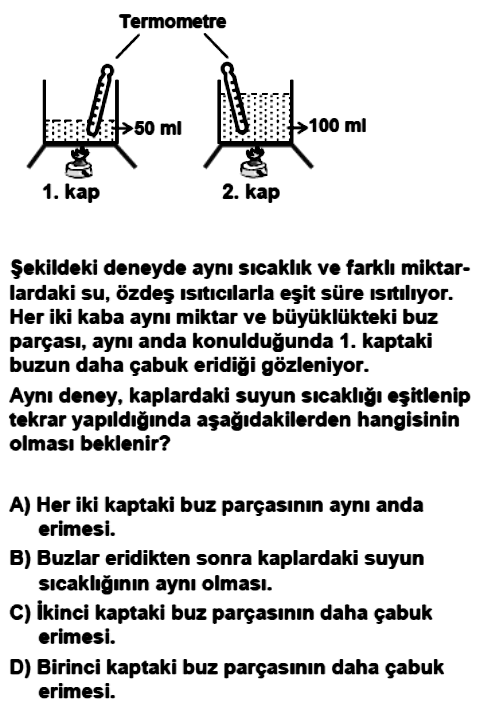 Termometre
50 ml
100 ml
1. kap
2. kap
Şekildeki deneyde aynı sıcaklık ve farklı miktar-
lardaki su, özdeş ısıtıcılarla eşit süre ısıtılıyor.
Her iki kaba aynı miktar ve büyüklükteki buz
parçası, aynı anda konulduğunda 1. kaptaki
buzun daha çabuk eridiği gözleniyor.
Aynı deney, kaplardaki suyun sıcaklığı eşitlenip
tekrar yapıldığında aşağıdakilerden hangisinin
olması beklenir?
A) Her iki kaptaki buz parçasının aynı anda
erimesi.
B) Buzlar eridikten sonra kaplardaki suyun
sıcaklığının aynı olması.
C) İkinci kaptaki buz parçasının daha çabuk
erimesi.
D) Birinci kaptaki buz parçasının daha çabuk
erimesi.